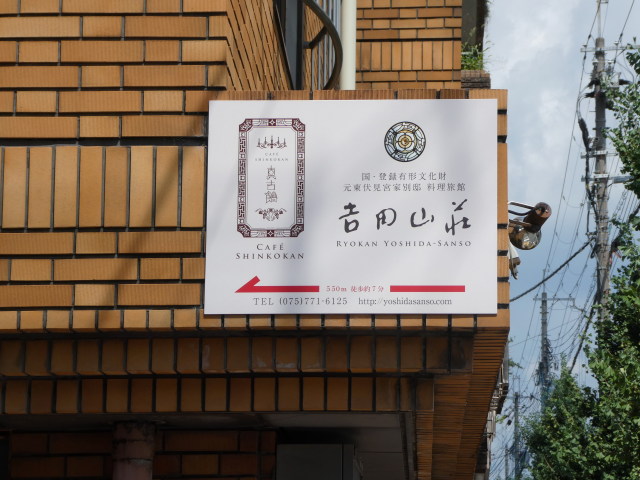 CAFÉ
SHINKOKAN
真古館
CAFÉ
SHINKOKAN
国・登録有形文化財
元東伏見宮家別邸 料理旅館
吉田山荘
RYOKAN YOSHIDA-SANSO
550m 徒歩約7分
TEL (075)771-6125 http://yoshidasanso.com